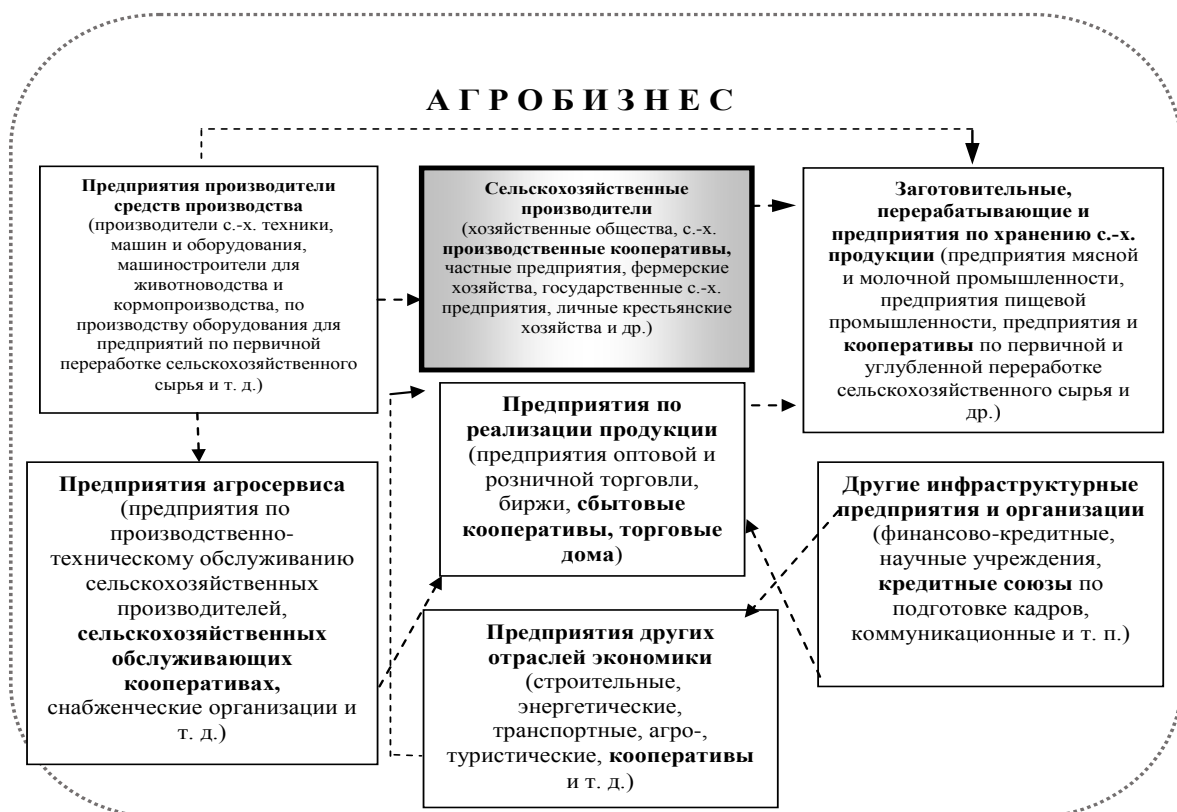 А Г Р О Б И З Н Е С
Предприятия производители
средств производства
(производители с.-х. техники,
машин и оборудования,
машиностроители для
животноводства и
кормопроизводства, по
производству оборудования для
предприятий по первичной
переработке сельскохозяйственного
сырья и т. д.)
Сельскохозяйственные
производители
(хозяйственные общества, с.-х.
производственные кооперативы,
частные предприятия, фермерские
хозяйства, государственные с.-х.
предприятия, личные крестьянские
хозяйства и др.)
Заготовительные,
перерабатывающие и
предприятия по хранению с.-х.
продукции (предприятия мясной
и молочной промышленности,
предприятия пищевой
промышленности, предприятия и
кооперативы по первичной и
углубленной переработке
сельскохозяйственного сырья и
др.)
Предприятия агросервиса
(предприятия по
производственно-
техническому обслуживанию
сельскохозяйственных
производителей,
сельскохозяйственных
обслуживающих
кооперативах,
снабженческие организации и
т. д.)
Предприятия по
реализации продукции
(предприятия оптовой и
розничной торговли,
биржи, сбытовые
кооперативы, торговые
дома)
Другие инфраструктурные
предприятия и организации
(финансово-кредитные,
научные учреждения,
кредитные союзы по
подготовке кадров,
коммуникационные и т. п.)
Предприятия других
отраслей экономики
(строительные,
энергетические,
транспортные, агро-,
туристические, кооперативы
и т. д.)